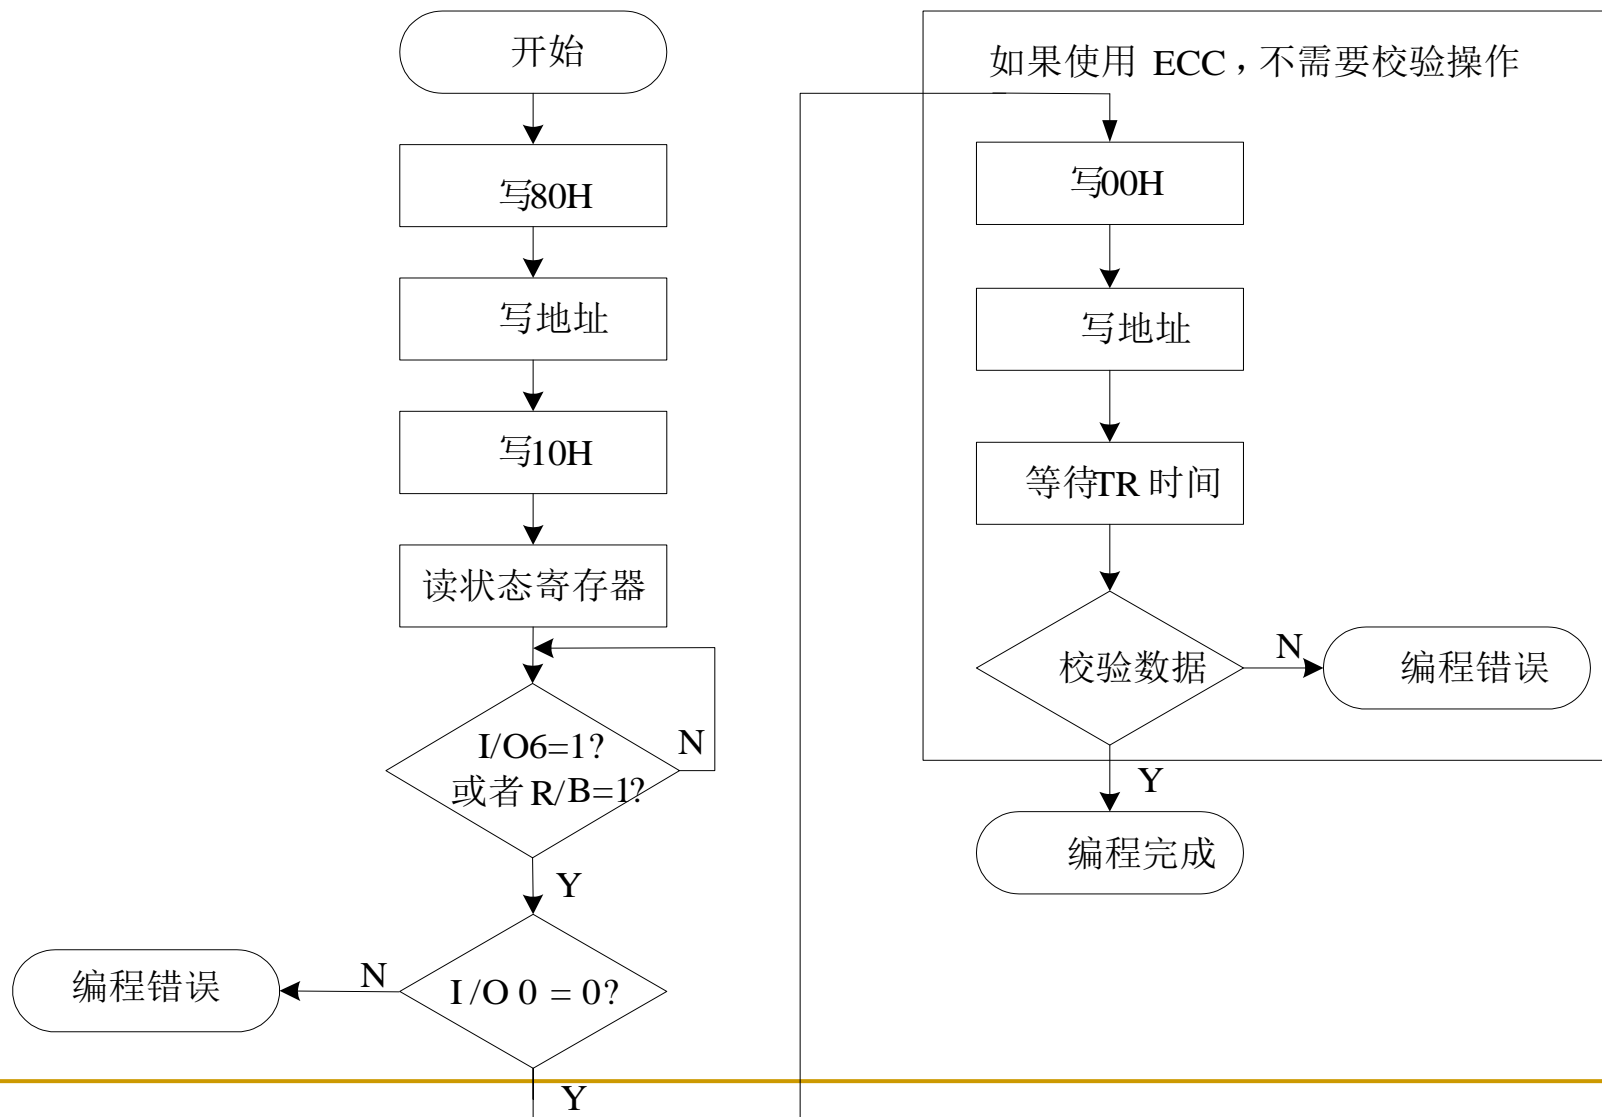 开始
写80H
写地址
写10H
读状态寄存器
I/O6=1?
或者 R/B=1?
N
Y
I/O 0 = 0?
N
编程错误
Y
如果使用 ECC，不需要校验操作
写00H
写地址
等待TR 时间
校验数据
N
编程错误
Y
编程完成